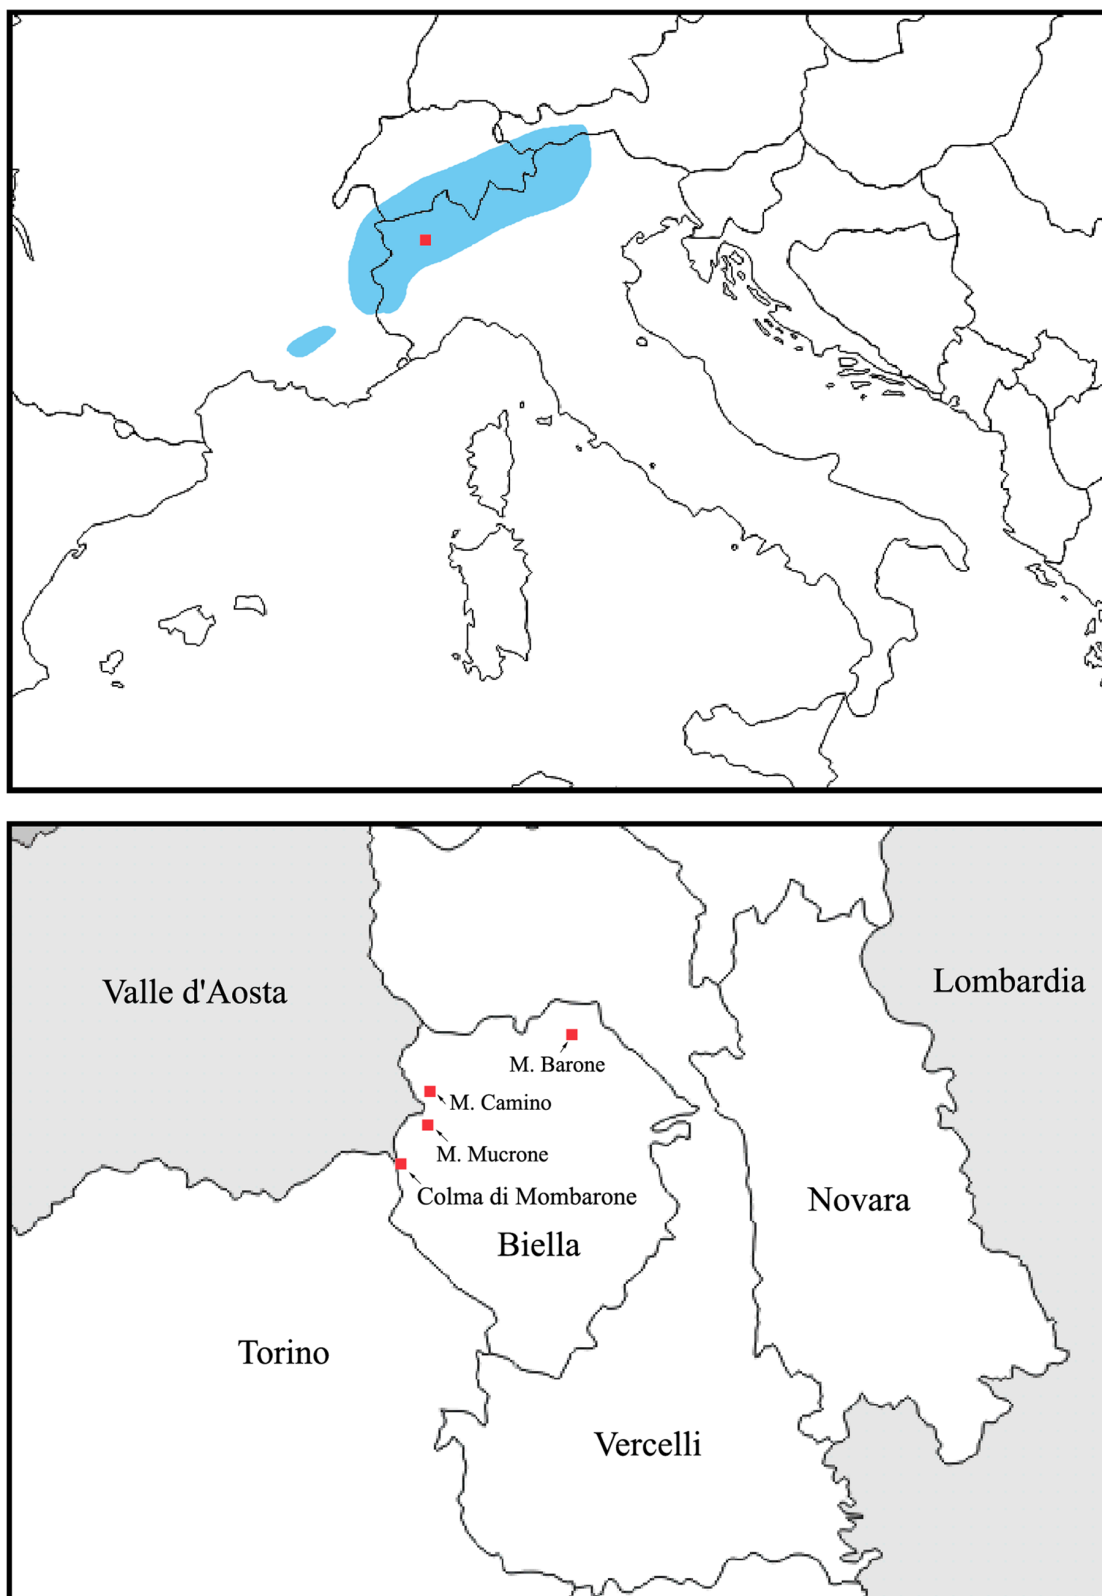 Valle d'Aosta
Lombardia
M. Barone
M. Camino
M. Mucrone
Colma di Mombarone
Novara
Biella
Torino
Vercelli